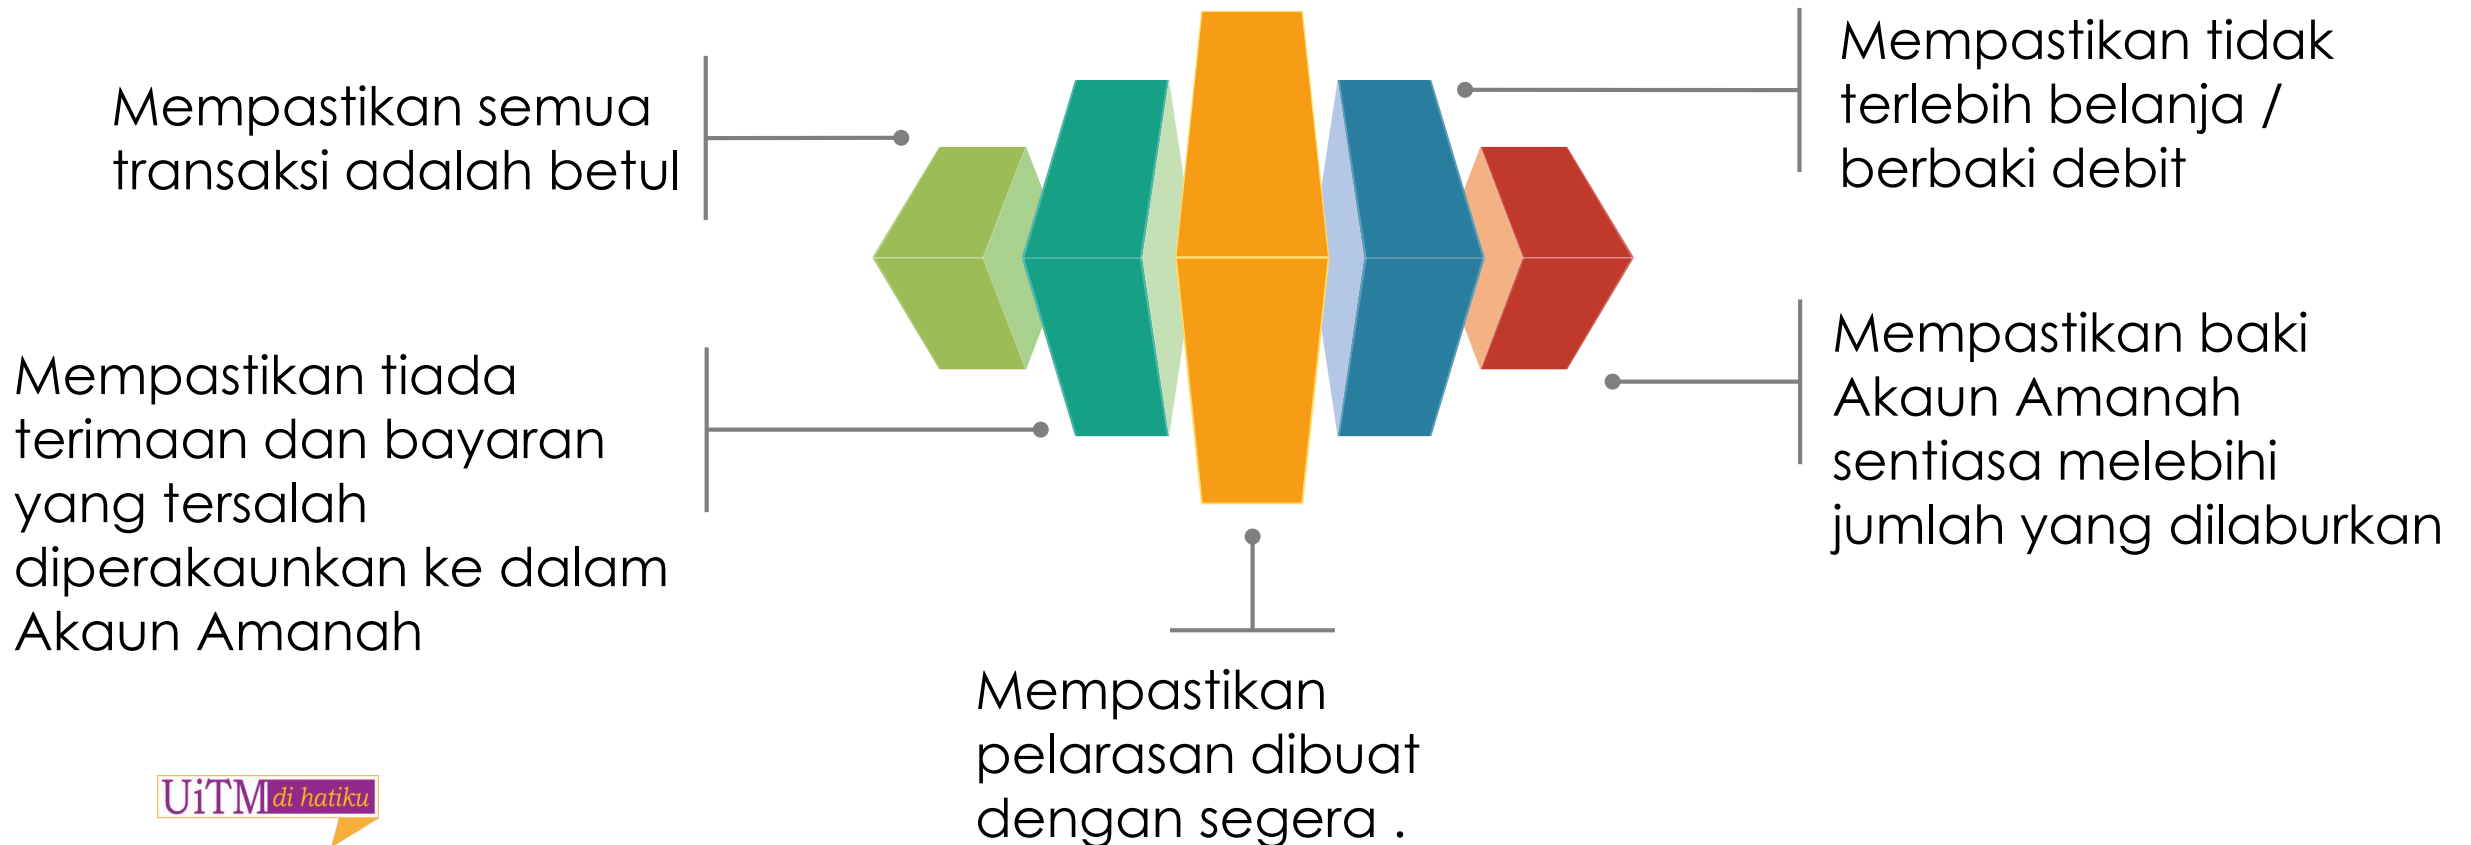 Mempastikan semua
transaksi adalah betul
Mempastikan tiada
terimaan dan bayaran
yang tersalah
diperakaunkan ke dalam
Akaun Amanah
Mempastikan
pelarasan dibuat
dengan segera .
Mempastikan tidak
terlebih belanja /
berbaki debit
Mempastikan baki
Akaun Amanah
sentiasa melebihi
jumlah yang dilaburkan
UiTM di hatiku